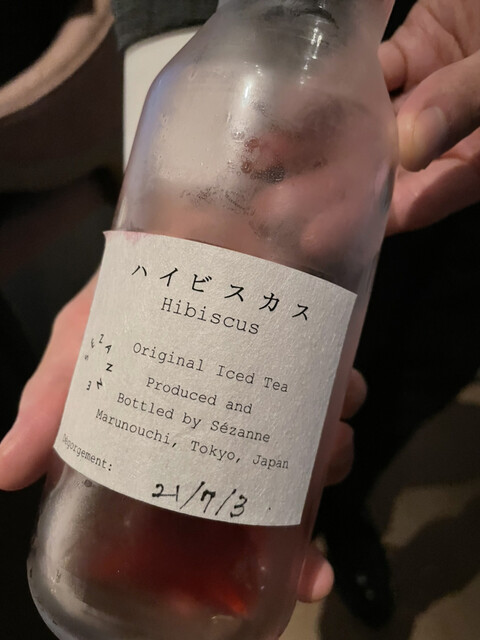 ハイビスカス
Hibiscus
Original Iced Tea
Produced and
Bottled by Sézanne
Marunouchi, Tokyo, Japan
Dégorgement:
21/7/3